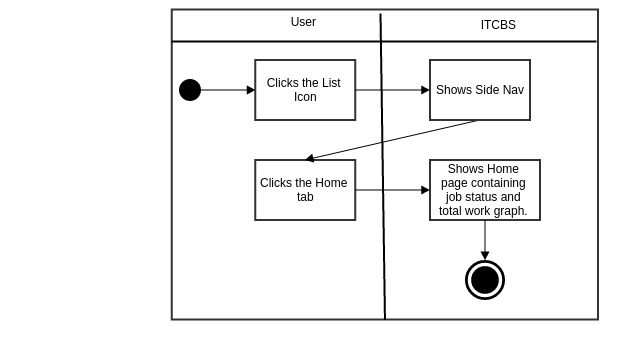 User
ITCBS
Clicks the List
Icon
Shows Side Nav
Clicks the Home
tab
Shows Home
page containing
job status and
total work graph.